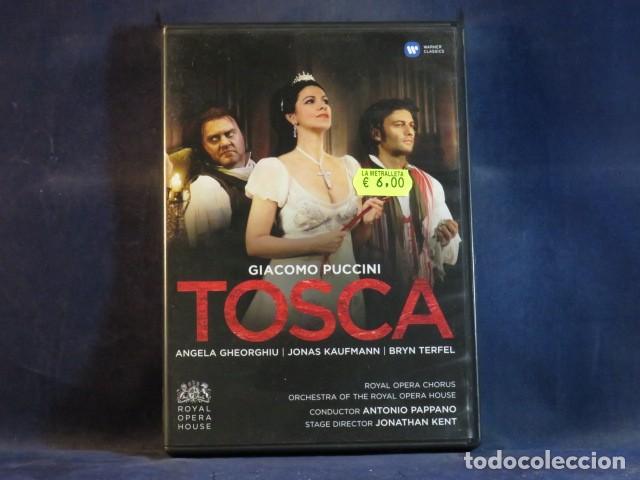 WARNER
CLASSICS
LA METRALLETA
€ 6,00
GIACOMO PUCCINI
TOSCA
ANGELA GHEORGHIU | JONAS KAUFMANN | BRYN TERFEL
ROYAL OPERA CHORUS
ORCHESTRA OF THE ROYAL OPERA HOUSE
CONDUCTOR ANTONIO PAPPANO
STAGE DIRECTOR JONATHAN KENT
ROYAL
OPERA
HOUSE
todocoleccion.net